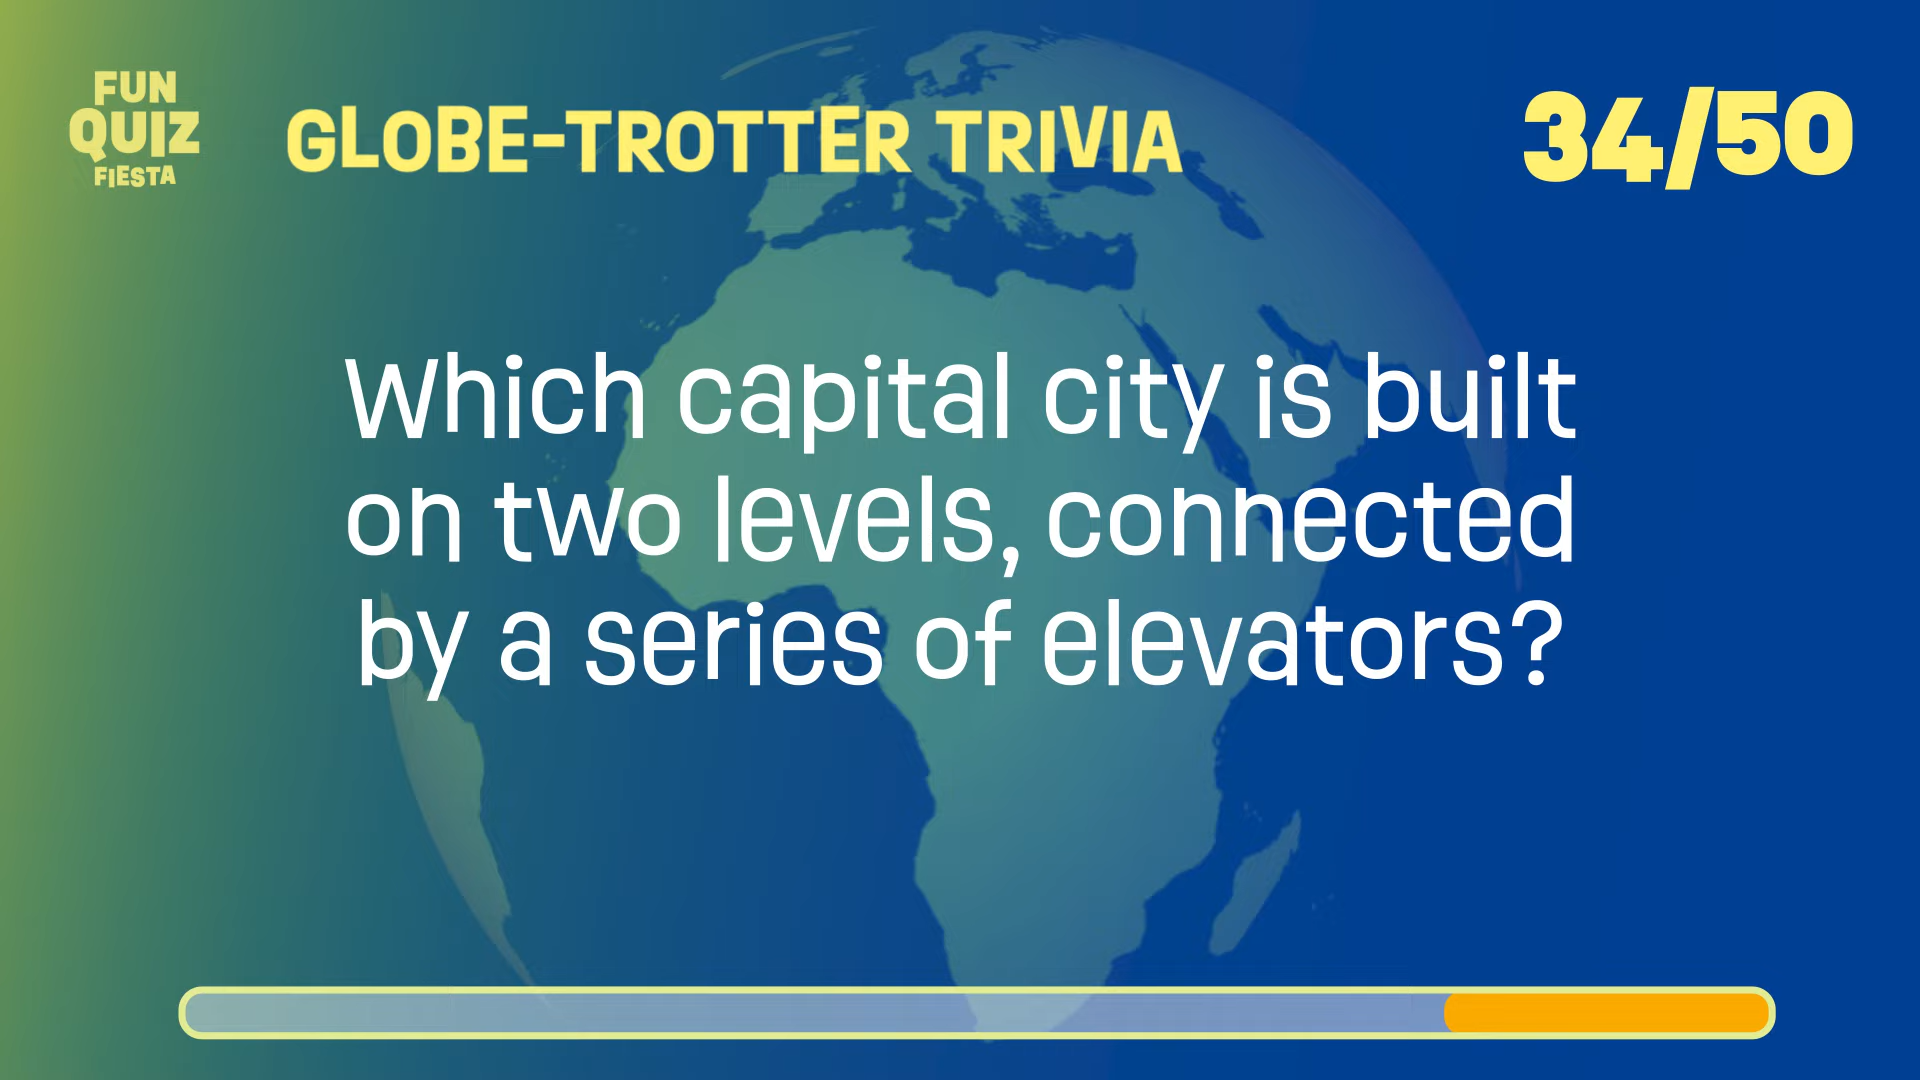 FUN
QUIZ
FIESTA
GLOBE-TROTTER TRIVIA
34/50
Which capital city is built
on two levels, connected
by a series of elevators?